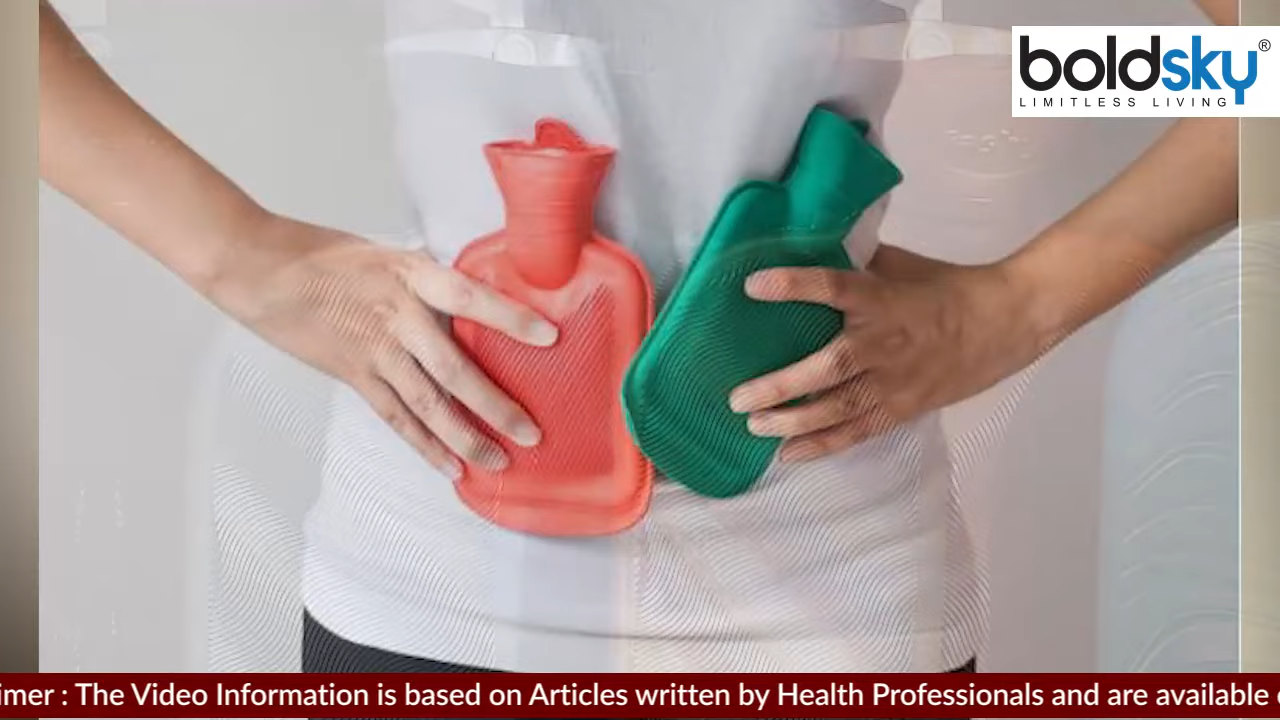 boldsky®
LIMITLESS LIVING
imer : The Video Information is based on Articles written by Health Professionals and are available